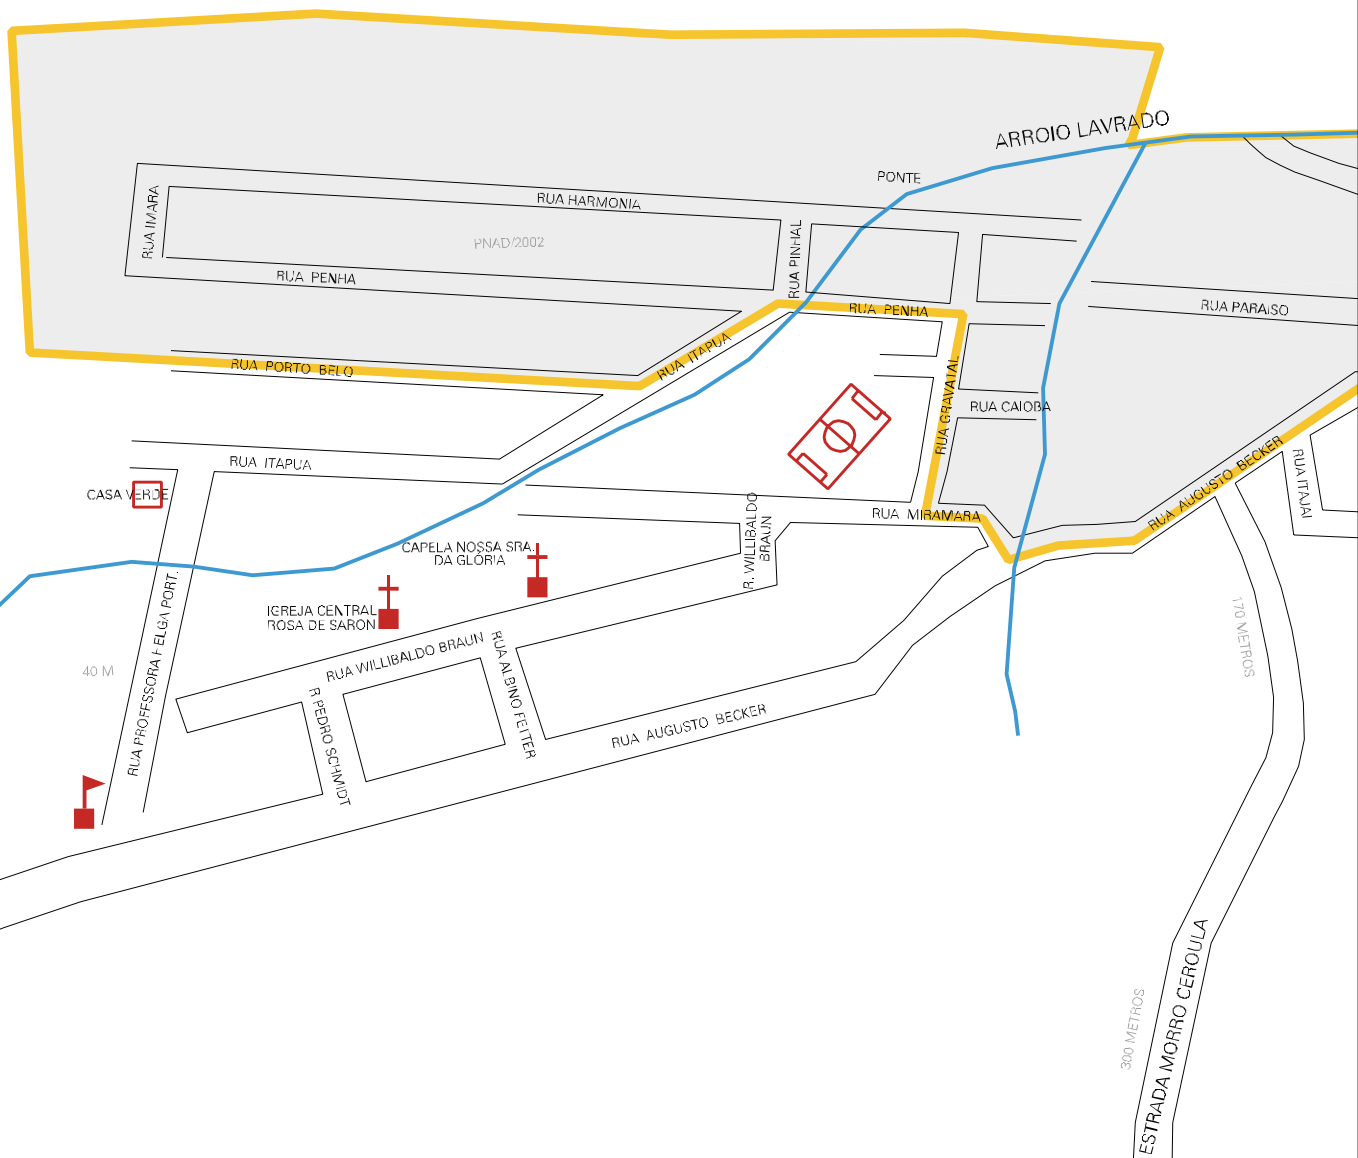 ARROIO LAVRADO
PONTE
RUA HARMONIA
RUA IMARA
PNAD/2002
RUA PINHAL
RUA PENHA
RUA PENHA
RUA PARAISO
RUA ITAPUA
RUA PORTO BELO
RUA GRAVATAI
RUA CAIOBA
RUA ITAPUA
RUA AUGUSTO BECKER
RUA ITAJAI
CASA VERDE
RUA MIRAMARA
R. WILLIBALDO
BRAUN
CAPELA NOSSA SRA.
DA GLÓRIA
IGREJA CENTRAL
ROSA DE SARON
170 METROS
RUA WILLIBALDO BRAUN
40 M
RUA PROFESSORA HELGA PORT.
R PEDRO SCHMIDT
RUA ALBINO FETTER
RUA AUGUSTO BECKER
300 METROS
ESTRADA MORRO CEROULA